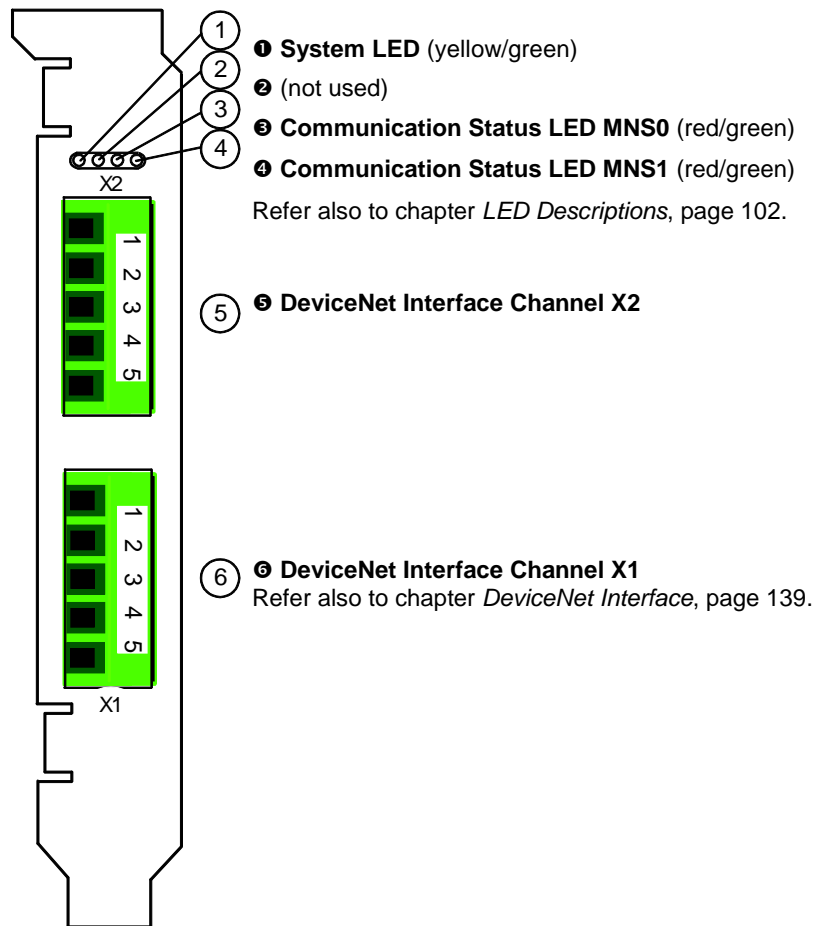 1
❶ System LED (yellow/green)
2
❷ (not used)
3
❸ Communication Status LED MNS0 (red/green)
4
❹ Communication Status LED MNS1 (red/green)
Refer also to chapter LED Descriptions, page 102.
X2
1
2
3
4
5
5
❺ DeviceNet Interface Channel X2
1
2
3
4
5
6
❻ DeviceNet Interface Channel X1
Refer also to chapter DeviceNet Interface, page 139.
X1